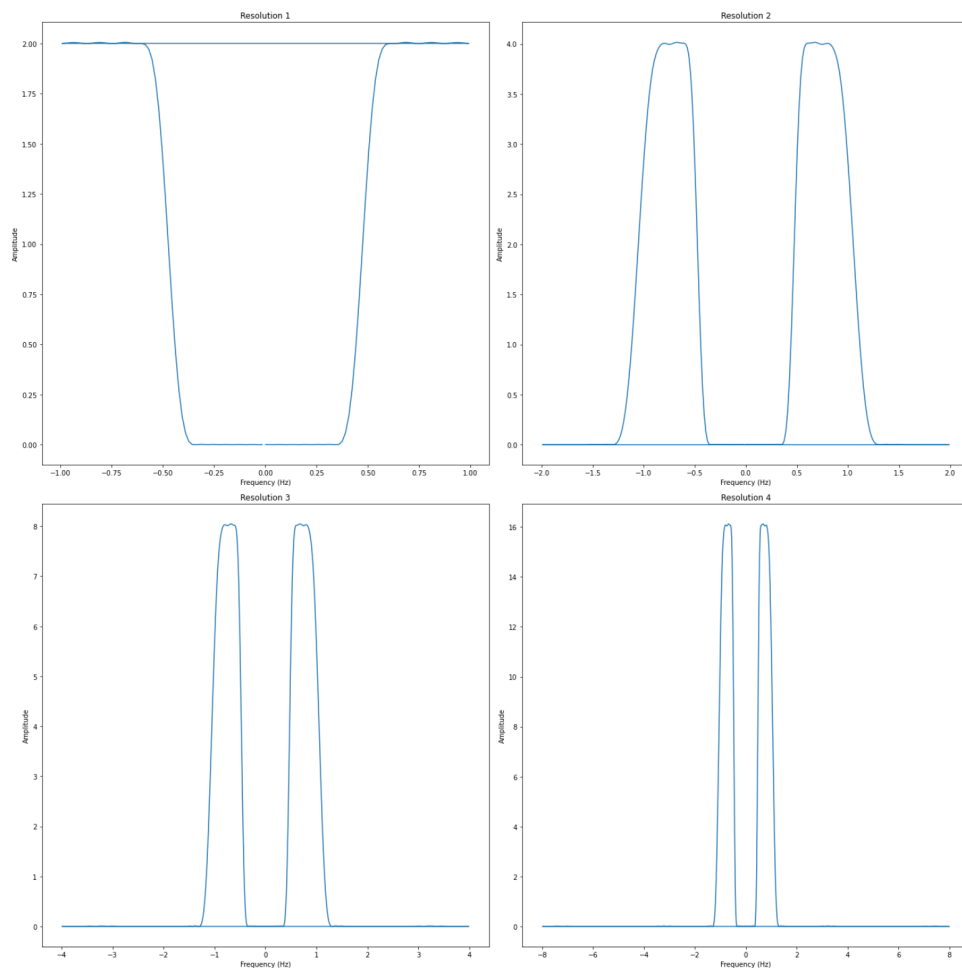 Resolution 1
Amplitude
2.00
1.75
1.50
1.25
1.00
0.75
0.50
0.25
0.00
−1.00 −0.75 −0.50 −0.25 0.00 0.25 0.50 0.75 1.00
Frequency (Hz)
Resolution 2
Amplitude
4.0
3.5
3.0
2.5
2.0
1.5
1.0
0.5
0.0
−2.0 −1.5 −1.0 −0.5 0.0 0.5 1.0 1.5 2.0
Frequency (Hz)
Resolution 3
Amplitude
8
7
6
5
4
3
2
1
0
−4 −3 −2 −1 0 1 2 3 4
Frequency (Hz)
Resolution 4
Amplitude
16
14
12
10
8
6
4
2
0
−8 −6 −4 −2 0 2 4 6 8
Frequency (Hz)